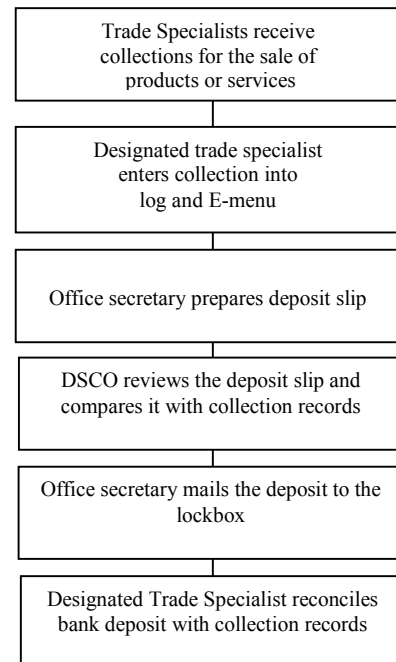 Trade Specialists receive
collections for the sale of
products or services
Designated trade specialist
enters collection into
log and E-menu
Office secretary prepares deposit slip
DSCO reviews the deposit slip and
compares it with collection records
Office secretary mails the deposit to the
lockbox
Designated Trade Specialist reconciles
bank deposit with collection records